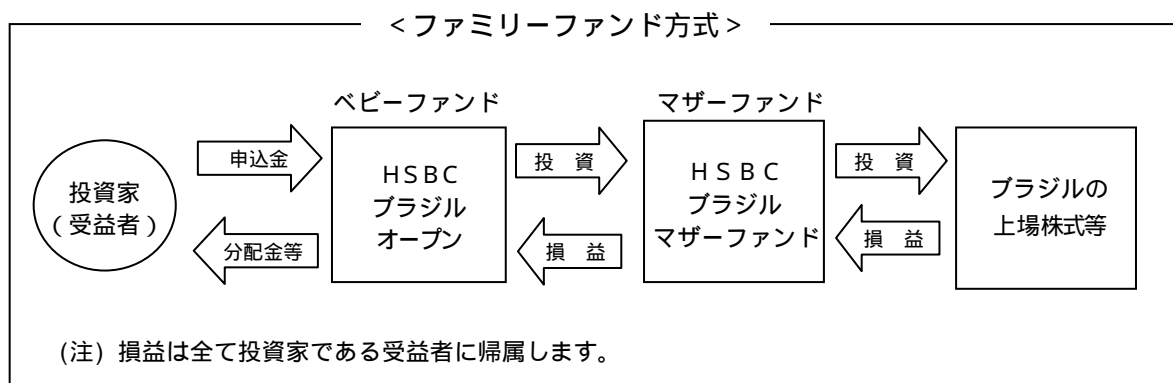 ＜ファミリーファンド方式＞
ベビーファンド
マザーファンド
申込金
投　資
投　資
投資家
（受益者）
HSBC
ブラジル
オープン
ＨＳＢＣ
ブラジル
マザーファンド
ブラジルの
上場株式等
分配金等
損　益
損　益
(注) 損益は全て投資家である受益者に帰属します。